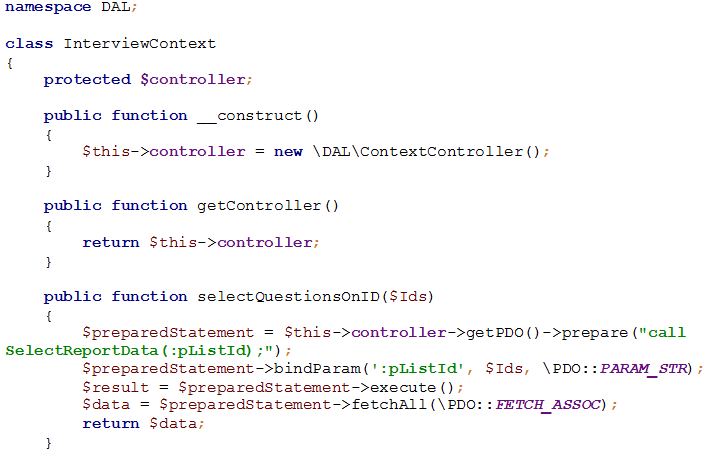 namespace DAL;
class InterviewContext
{
protected $controller;
public function __construct()
{
$this->controller = new \DAL\ContextController();
}
public function getController()
{
return $this->controller;
}
public function selectQuestionsOnID($Ids)
{
$preparedStatement = $this->controller->getPDO()->prepare("call
SelectReportData(:pListId);");
$preparedStatement->bindParam(':pListId', $Ids, \PDO::PARAM_STR);
$result = $preparedStatement->execute();
$data = $preparedStatement->fetchAll(\PDO::FETCH_ASSOC);
return $data;
}